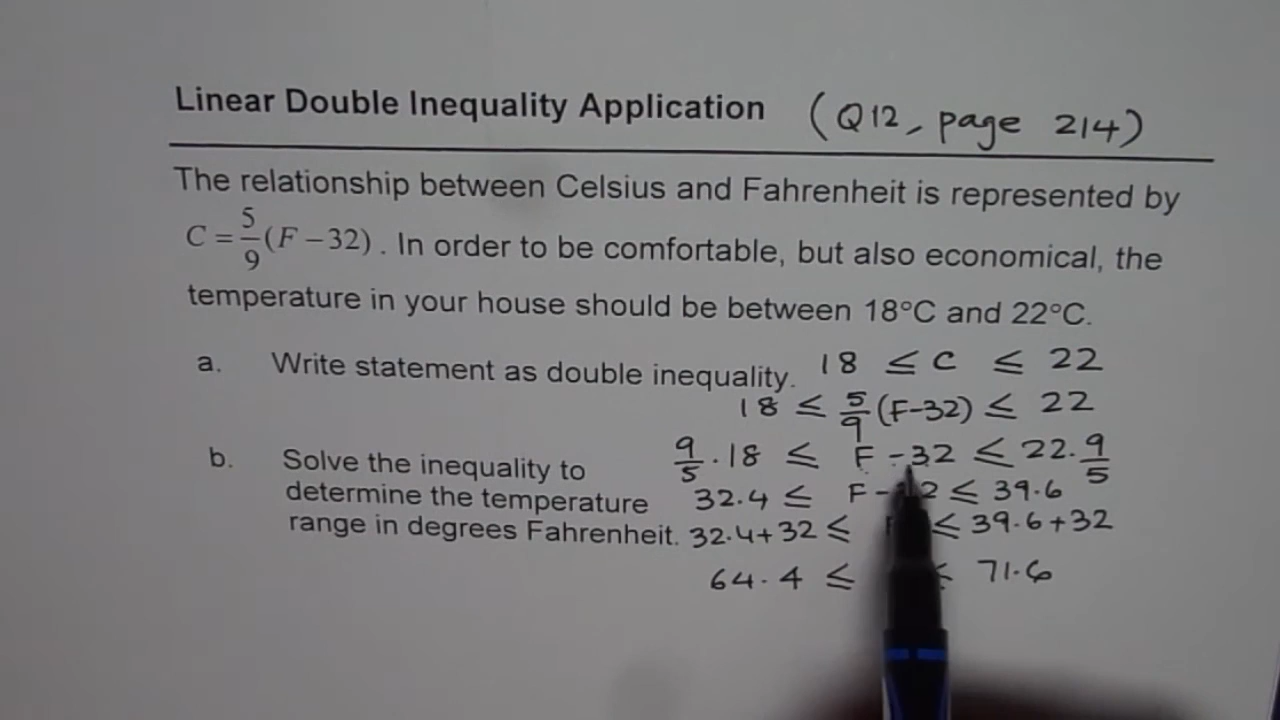 Linear Double Inequality Application (Q12, page 214)
The relationship between Celsius and Fahrenheit is represented by
C = 5/9 (F − 32). In order to be comfortable, but also economical, the
temperature in your house should be between 18°C and 22°C.
a. Write statement as double inequality. 18 ≤ C ≤ 22
18 ≤ 5/9 (F-32) ≤ 22
9/5 . 18 ≤ F - 32 ≤ 22. 9/5
b. Solve the inequality to
determine the temperature 32.4 ≤ F - 2 ≤ 39.6
range in degrees Fahrenheit. 32.4+32 ≤ ≤ 39.6+32
64.4 ≤ ≤ 71.6